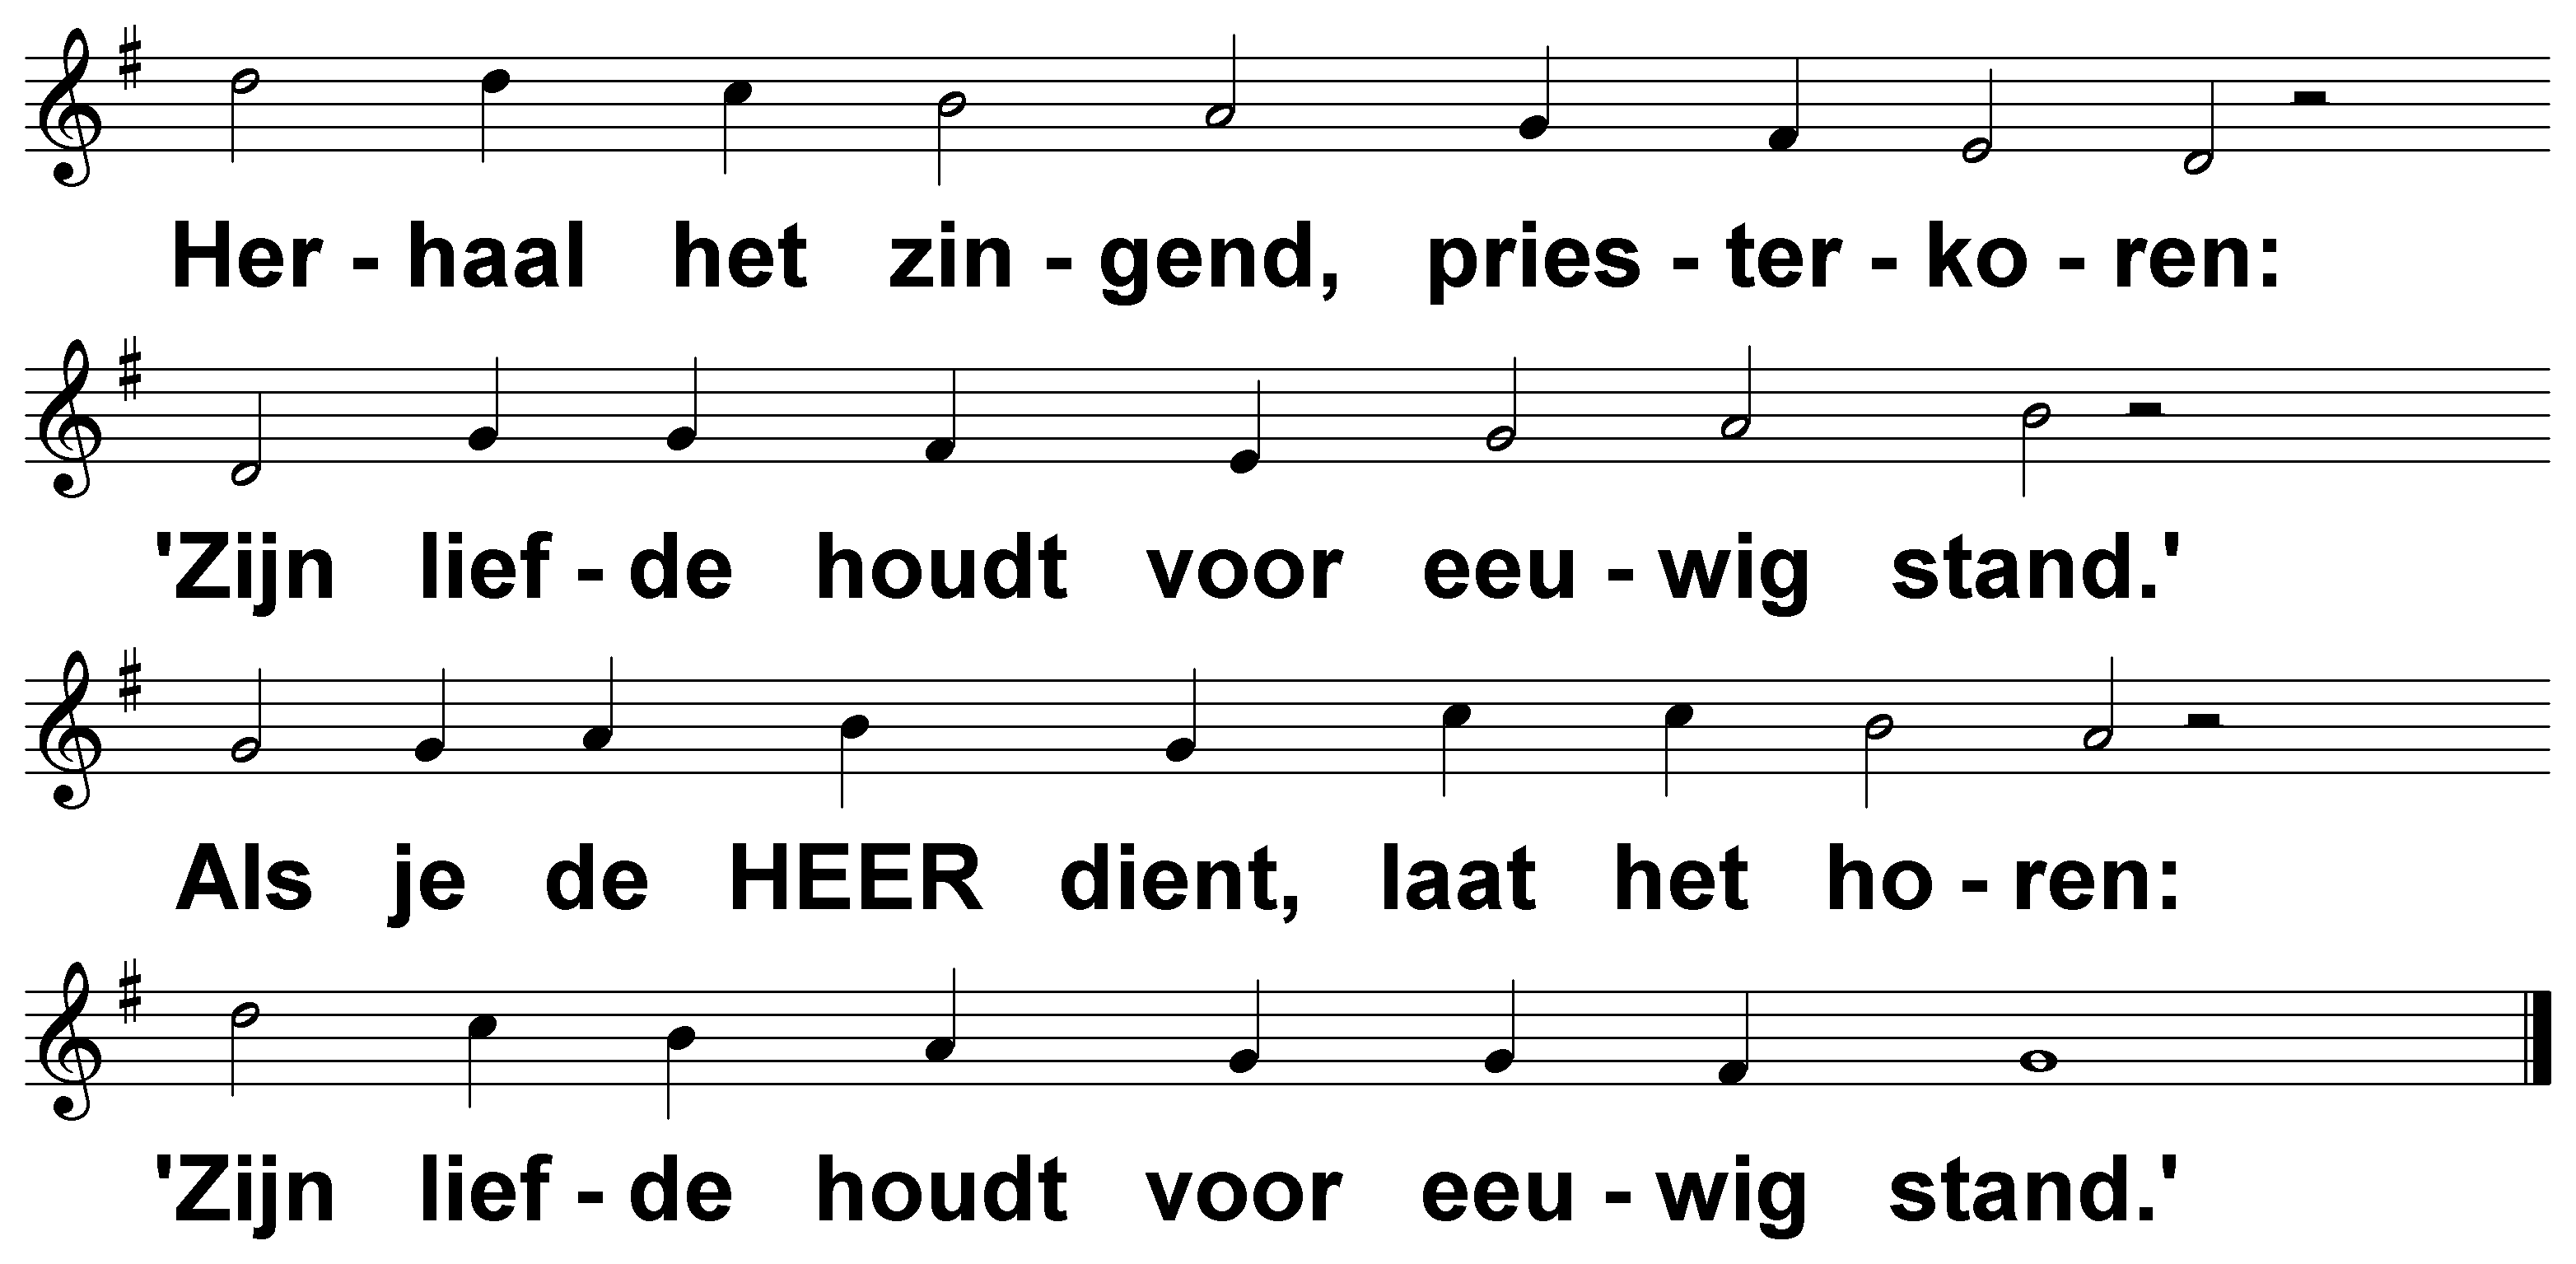 Her - haal het zin - gend, pries - ter - ko - ren:
'Zijn lief - de houdt voor eeu - wig stand.'
Als je de HEER dient, laat het ho - ren:
'Zijn lief - de houdt voor eeu - wig stand.'